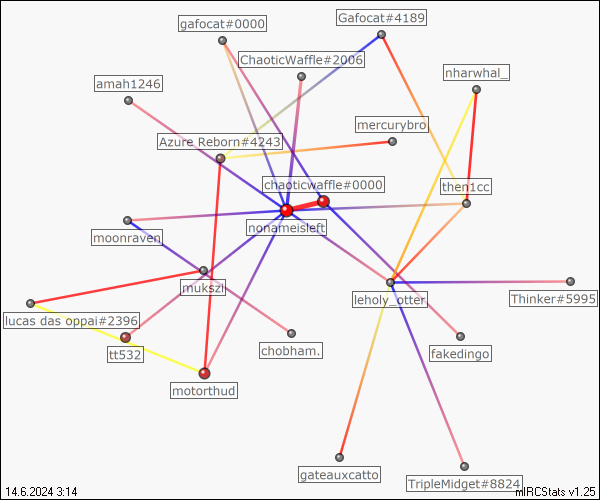 gafocat#0000
Gafocat#4189
ChaoticWaffle#2006
nharwhal_
amah1246
mercurybro
Azure Reborn#4243
chaoticwaffle#0000
then1cc
nonameisleft
moonraven
mukszi
leholy_otter
Thinker#5995
lucas das oppai#2396
tt532
chobham.
fakedingo
motorthud
gateauxcatto
TripleMidget#8824
14.6.2024 3:14
mIRCStats v1.25